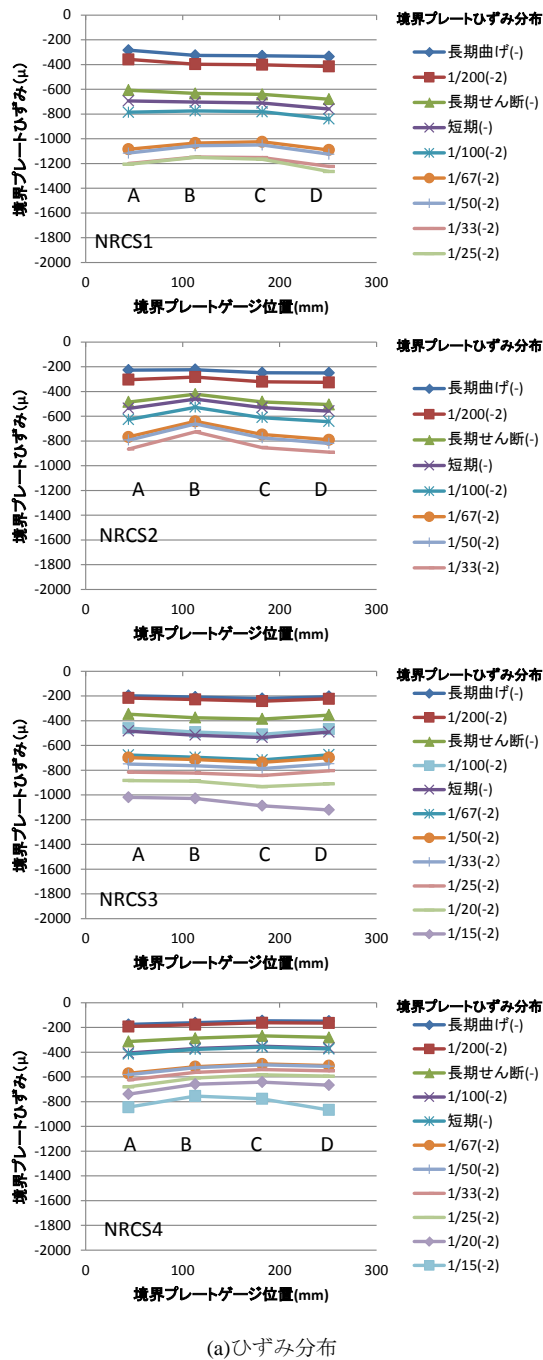 境界プレートひずみ分布
0
-200
-400
-600
-800
-1000
-1200
-1400
-1600
-1800
-2000
境界プレートひずみ(μ)
A B C D
NRCS1
0 100 200 300
境界プレートゲージ位置(mm)
長期曲げ(-)
1/200(-2)
長期せん断(-)
短期(-)
1/100(-2)
1/67(-2)
1/50(-2)
1/33(-2)
1/25(-2)
境界プレートひずみ分布
0
-200
-400
-600
-800
-1000
-1200
-1400
-1600
-1800
-2000
境界プレートひずみ(μ)
A B C D
NRCS2
0 100 200 300
境界プレートゲージ位置(mm)
長期曲げ(-)
1/200(-2)
長期せん断(-)
短期(-)
1/100(-2)
1/67(-2)
1/50(-2)
1/33(-2)
境界プレートひずみ分布
0
-200
-400
-600
-800
-1000
-1200
-1400
-1600
-1800
-2000
境界プレートひずみ(μ)
A B C D
NRCS3
0 100 200 300
境界プレートゲージ位置(mm)
長期曲げ(-)
1/200(-2)
長期せん断(-)
1/100(-2)
短期(-)
1/67(-2)
1/50(-2)
1/33(-2）
1/25(-2)
1/20(-2)
1/15(-2)
境界プレートひずみ分布
0
-200
-400
-600
-800
-1000
-1200
-1400
-1600
-1800
-2000
境界プレートひずみ(μ)
A B C D
NRCS4
0 100 200 300
境界プレートゲージ位置(mm)
長期曲げ(-)
1/200(-2)
長期せん断(-)
1/100(-2)
短期(-)
1/67(-2)
1/50(-2)
1/33(-2)
1/25(-2)
1/20(-2)
1/15(-2)
(a)ひずみ分布